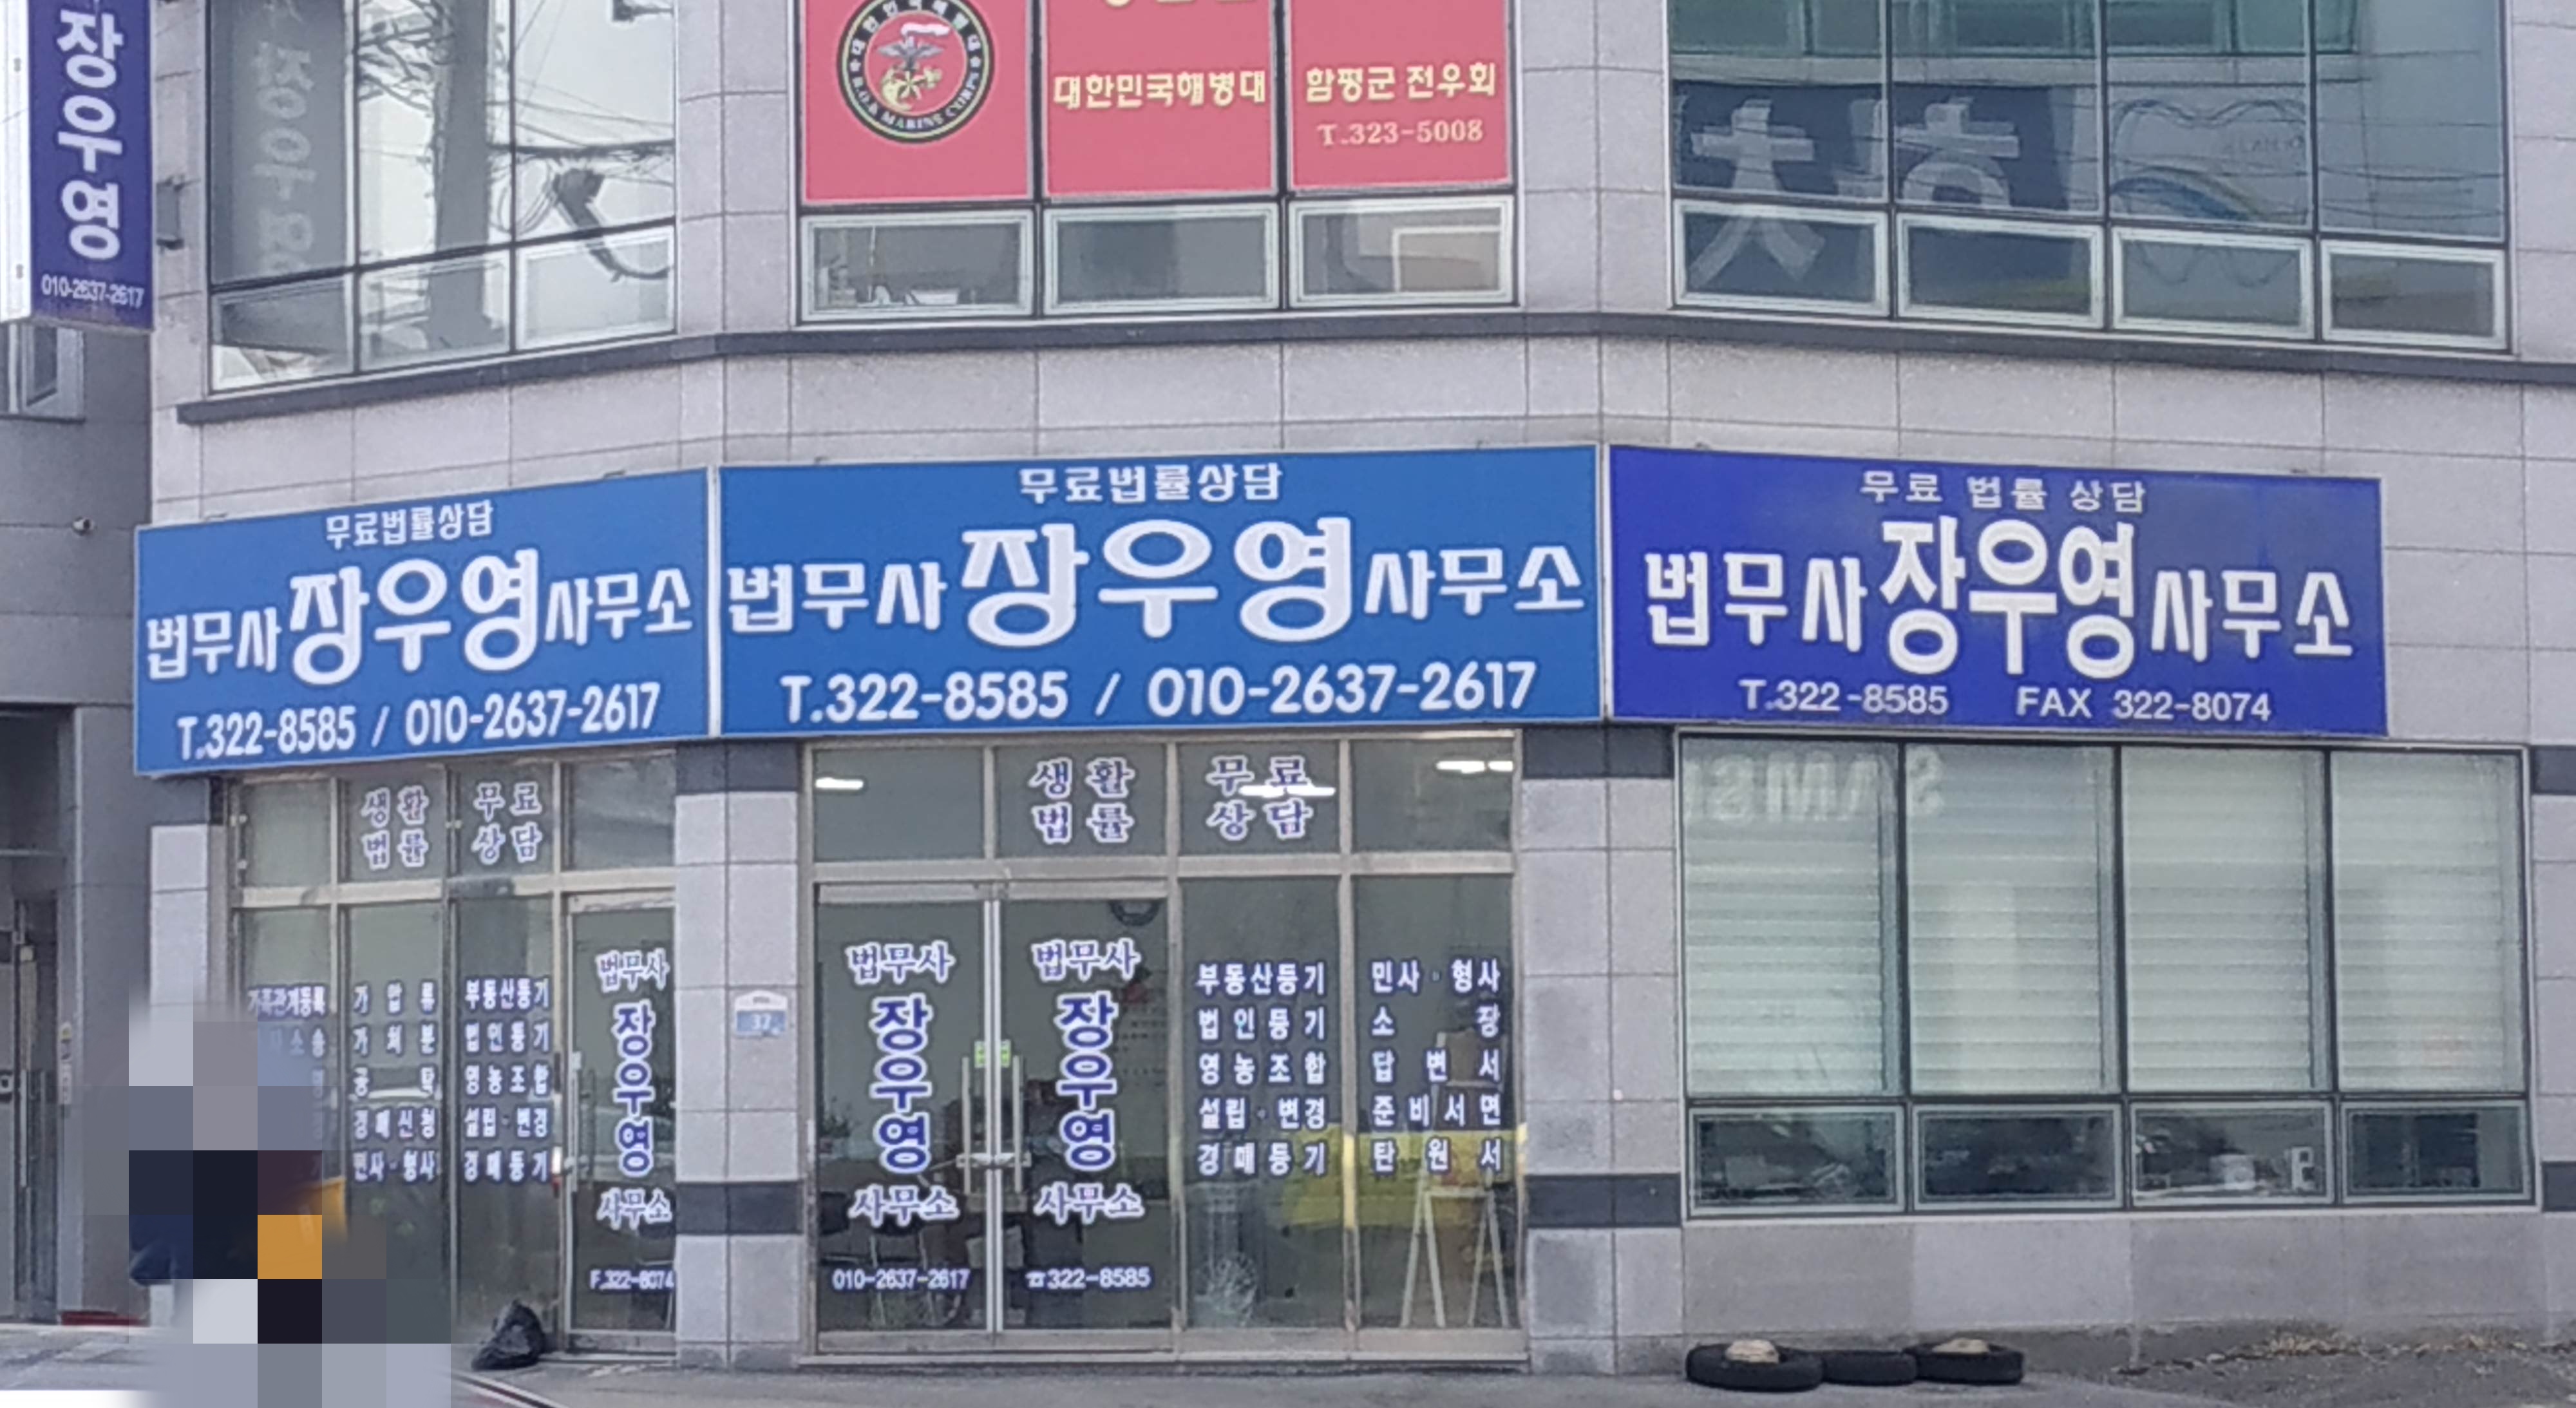 장우영
010-2637-2617
대한민국해병대
R.O.K MARINE CORPS
대한민국해병대
함평군 전우회
T.323-5008
무료법률상담
법무사장우영사무소
T.322-8585 / 010-2637-2617
무료법률상담
법무사장우영사무소
T.322-8585 / 010-2637-2617
무료 법률 상담
법무사장우영사무소
T.322-8585 FAX 322-8074
생활 무료
법률 상담
가족관계등록
가압류
가처분
공탁
경매신청
민사·형사
부동산등기
법인등기
영농조합
설립·변경
경매등기
법무사
장우영
사무소
F.322-8074
37
생활 무료
법률 상담
법무사
장우영
사무소
010-2637-2617
법무사
장우영
사무소
☎322-8585
부동산등기
법인등기
영농조합
설립·변경
경매등기
민사·형사
소장
답변서
준비서면
탄원서